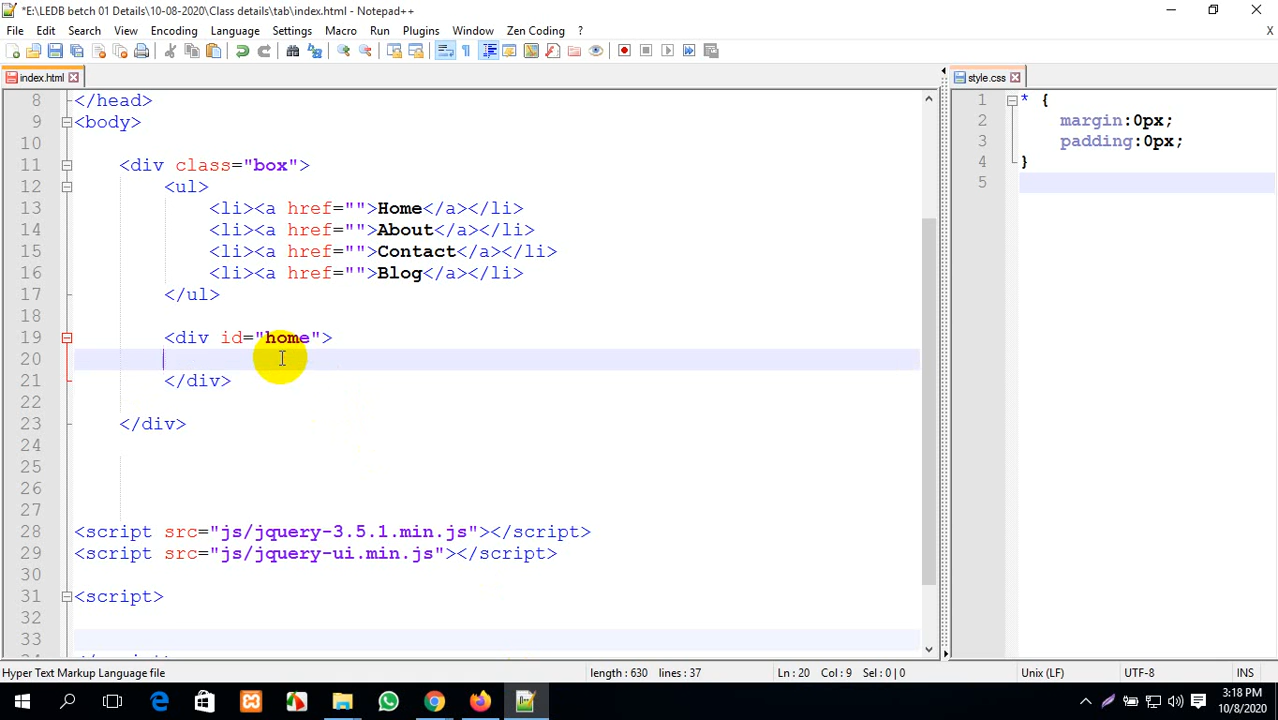 *E:\LEDB betch 01 Details\10-08-2020\Class details\tab\index.html - Notepad++
File Edit Search View Encoding Language Settings Macro Run Plugins Window Zen Coding ?
X
index.html
style.css
8 </head>
9 <body>
10
11 <div class="box">
12 <ul>
13 <li><a href="">Home</a></li>
14 <li><a href="">About</a></li>
15 <li><a href="">Contact</a></li>
16 <li><a href="">Blog</a></li>
17 </ul>
18
19 <div id="home">
20
21 </div>
22
23 </div>
24
25
26
27
28 <script src="js/jquery-3.5.1.min.js"></script>
29 <script src="js/jquery-ui.min.js"></script>
30
31 <script>
32
33
1 * {
2 margin:0px;
3 padding:0px;
4 }
5
Hyper Text Markup Language file length : 630 lines : 37 Ln : 20 Col : 9 Sel : 0 | 0 Unix (LF) UTF-8 INS
3:18 PM
10/8/2020